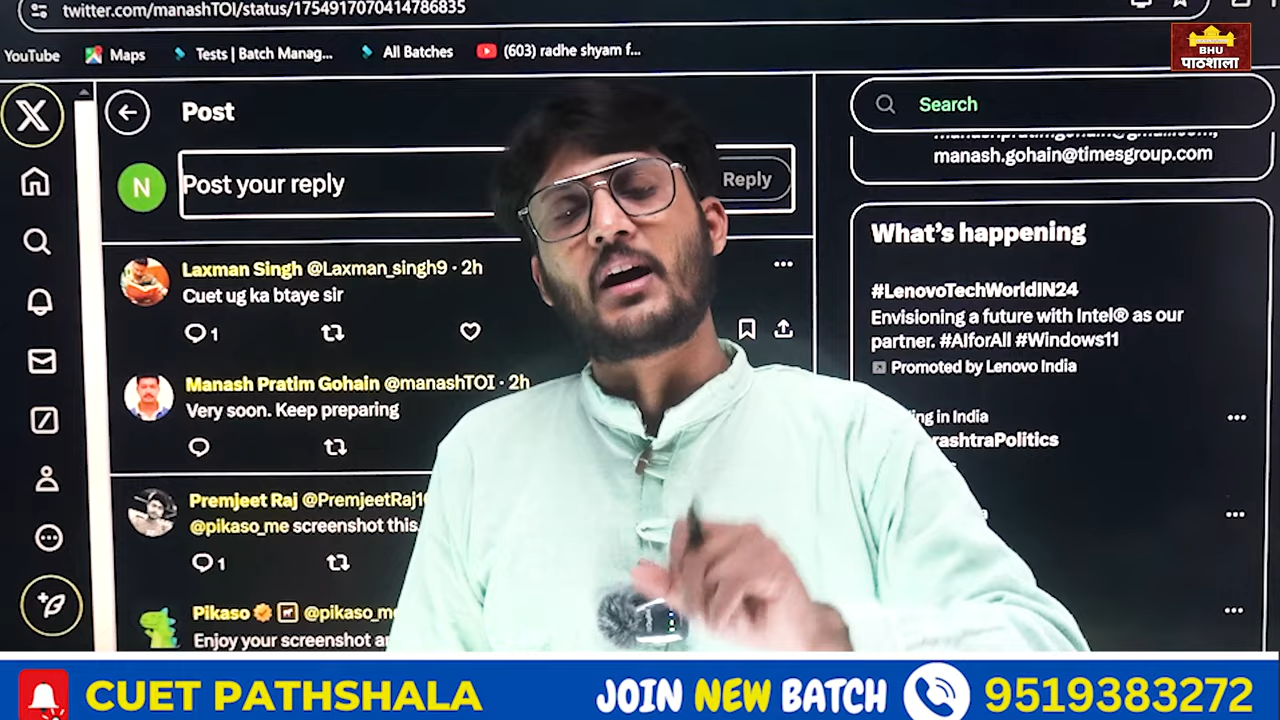 twitter.com/manashTOI/status/1754917070414786835
YouTube Maps Tests | Batch Manag... All Batches (603) radhe shyam f...
BHU
पाठशाला
Post
Search
N
Post your reply
Reply
manash.gohain@timesgroup.com
What's happening
Laxman Singh @Laxman_singh9 · 2h
Cuet ug ka btaye sir
1
#LenovoTechWorldIN24
Envisioning a future with Intel® as our
partner. #AIforAll #Windows11
Promoted by Lenovo India
Manash Pratim Gohain @manashTOI · 2h
Very soon. Keep preparing
in India
Premjeet Raj
@pikaso_me screenshot this
1
Pikaso @pikaso_me
Enjoy your screenshot
CUET PATHSHALA JOIN NEW BATCH 9519383272